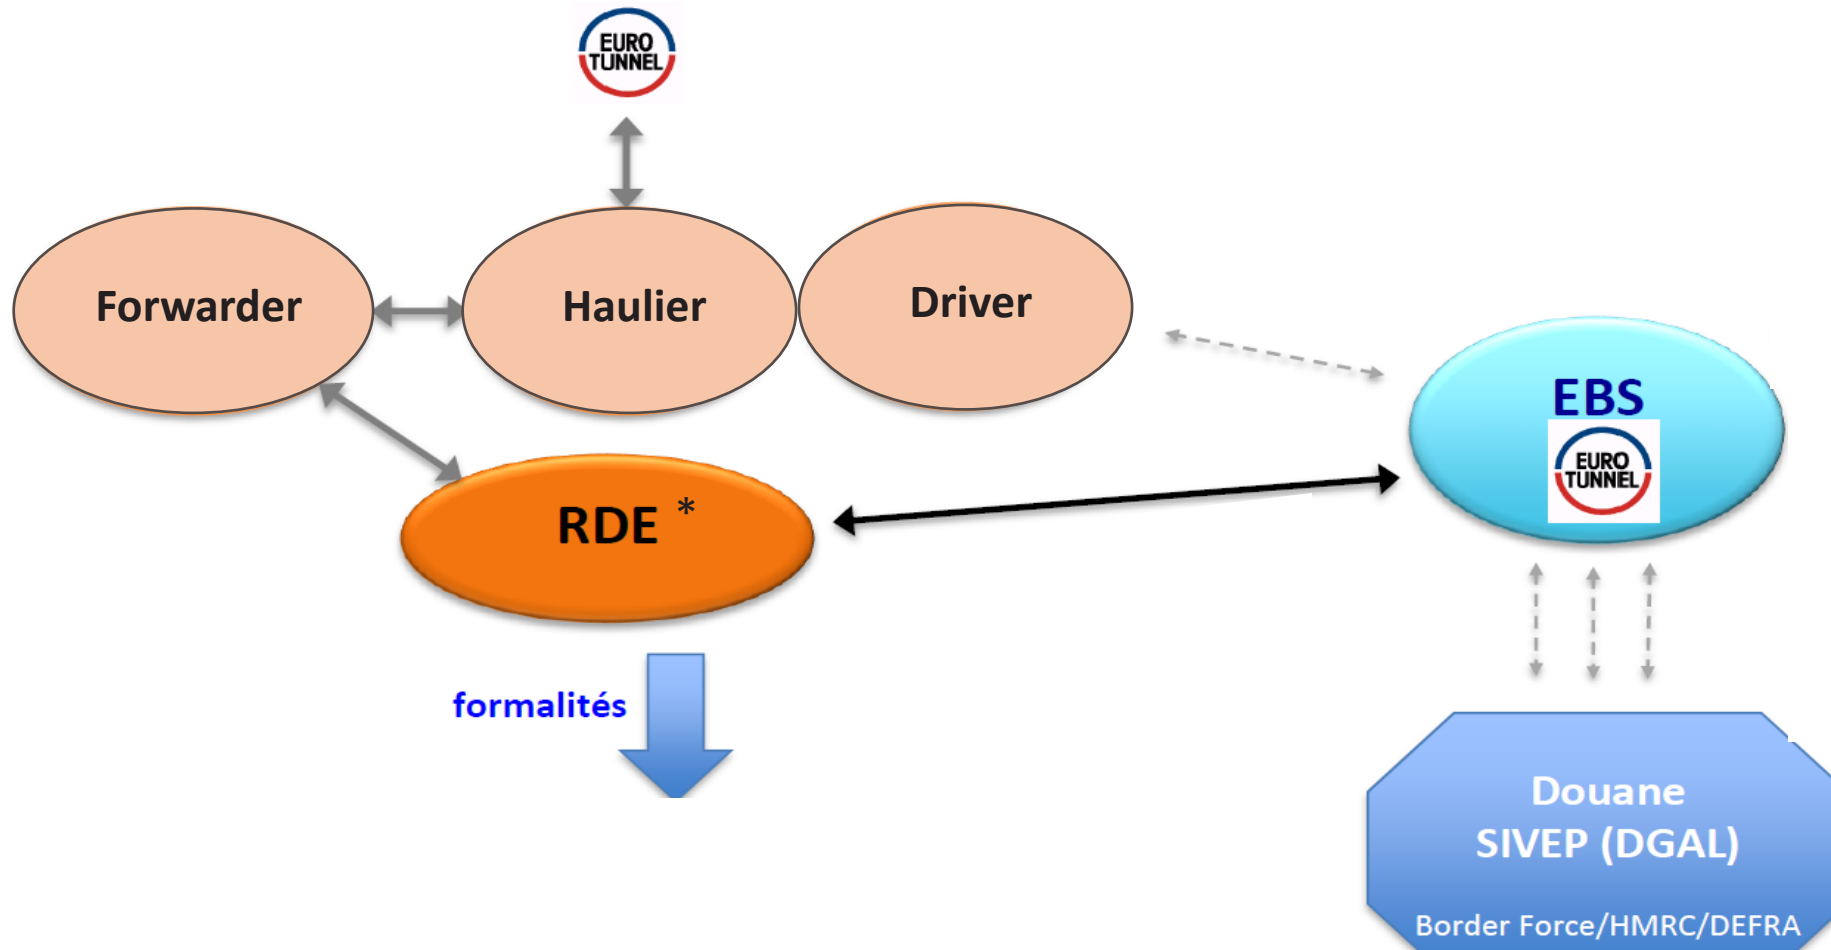 EURO
TUNNEL
Forwarder
Haulier
Driver
EBS
EURO
TUNNEL
RDE *
formalités
Douane
SIVEP (DGAL)
Border Force/HMRC/DEFRA